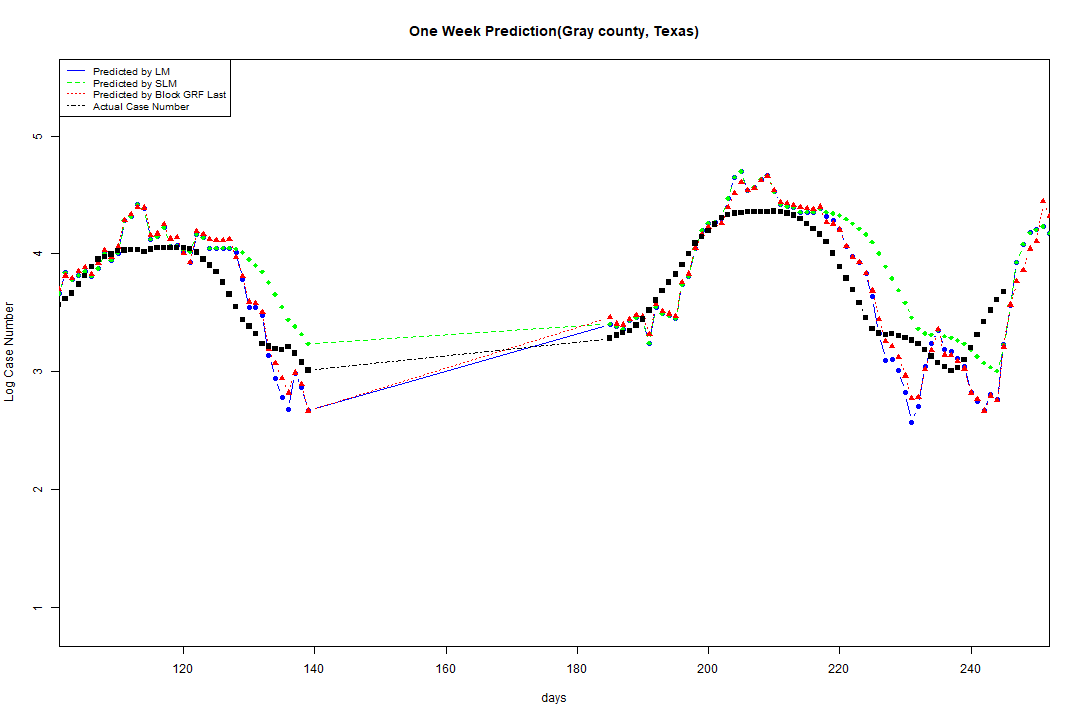 One Week Prediction(Gray county, Texas)
Predicted by LM
Predicted by SLM
Predicted by Block GRF Last
Actual Case Number
5
4
3
2
1
Log Case Number
120 140 160 180 200 220 240
days